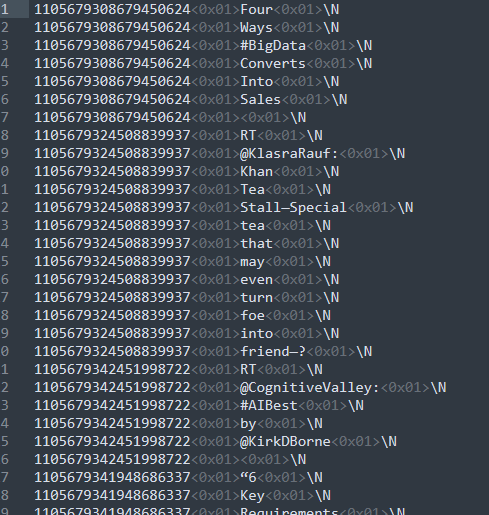 1 1105679308679450624<0x01>Four<0x01>\N
2 1105679308679450624<0x01>Ways<0x01>\N
3 1105679308679450624<0x01>#BigData<0x01>\N
4 1105679308679450624<0x01>Converts<0x01>\N
5 1105679308679450624<0x01>Into<0x01>\N
6 1105679308679450624<0x01>Sales<0x01>\N
7 1105679308679450624<0x01><0x01>\N
8 1105679324508839937<0x01>RT<0x01>\N
9 1105679324508839937<0x01>@KlasraRauf:<0x01>\N
0 1105679324508839937<0x01>Khan<0x01>\N
1 1105679324508839937<0x01>Tea<0x01>\N
2 1105679324508839937<0x01>Stall—Special<0x01>\N
3 1105679324508839937<0x01>tea<0x01>\N
4 1105679324508839937<0x01>that<0x01>\N
5 1105679324508839937<0x01>may<0x01>\N
6 1105679324508839937<0x01>even<0x01>\N
7 1105679324508839937<0x01>turn<0x01>\N
8 1105679324508839937<0x01>foe<0x01>\N
9 1105679324508839937<0x01>into<0x01>\N
0 1105679324508839937<0x01>friend—?<0x01>\N
1 1105679342451998722<0x01>RT<0x01>\N
2 1105679342451998722<0x01>@CognitiveValley:<0x01>\N
3 1105679342451998722<0x01>#AIBest<0x01>\N
4 1105679342451998722<0x01>by<0x01>\N
5 1105679342451998722<0x01>@KirkDBorne<0x01>\N
6 1105679342451998722<0x01><0x01>\N
7 1105679341948686337<0x01>“6<0x01>\N
8 1105679341948686337<0x01>Key<0x01>\N
9 1105679341948686337<0x01>Requirements<0x01>\N